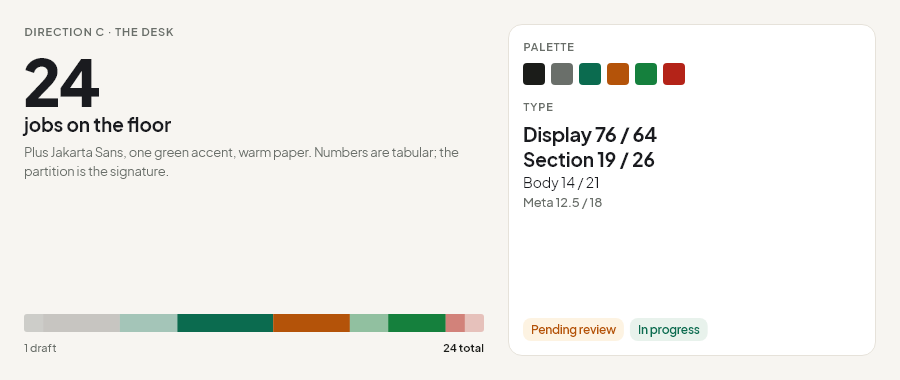 DIRECTION C · THE DESK
24
jobs on the floor
Plus Jakarta Sans, one green accent, warm paper. Numbers are tabular; the
partition is the signature.
1 draft
24 total
PALETTE
TYPE
Display 76 / 64
Section 19 / 26
Body 14 / 21
Meta 12.5 / 18
Pending review
In progress